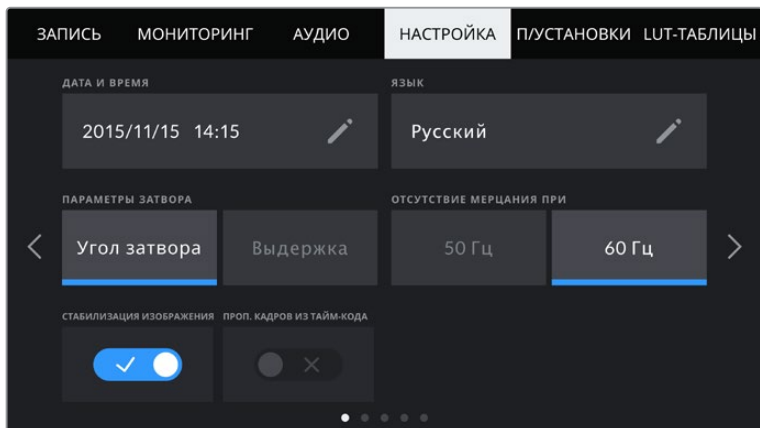 ЗАПИСЬ МОНИТОРИНГ АУДИО НАСТРОЙКА П/УСТАНОВКИ LUT-ТАБЛИЦЫ
ДАТА И ВРЕМЯ ЯЗЫК
2015/11/15 14:15 Русский
ПАРАМЕТРЫ ЗАТВОРА ОТСУТСТВИЕ МЕРЦАНИЯ ПРИ
Угол затвора Выдержка 50 Гц 60 Гц
СТАБИЛИЗАЦИЯ ИЗОБРАЖЕНИЯ ПРОП. КАДРОВ ИЗ ТАЙМ-КОДА